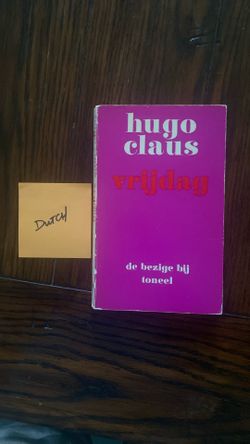 hugo
claus
vrijdag
de bezige bij
toneel
DUTCH